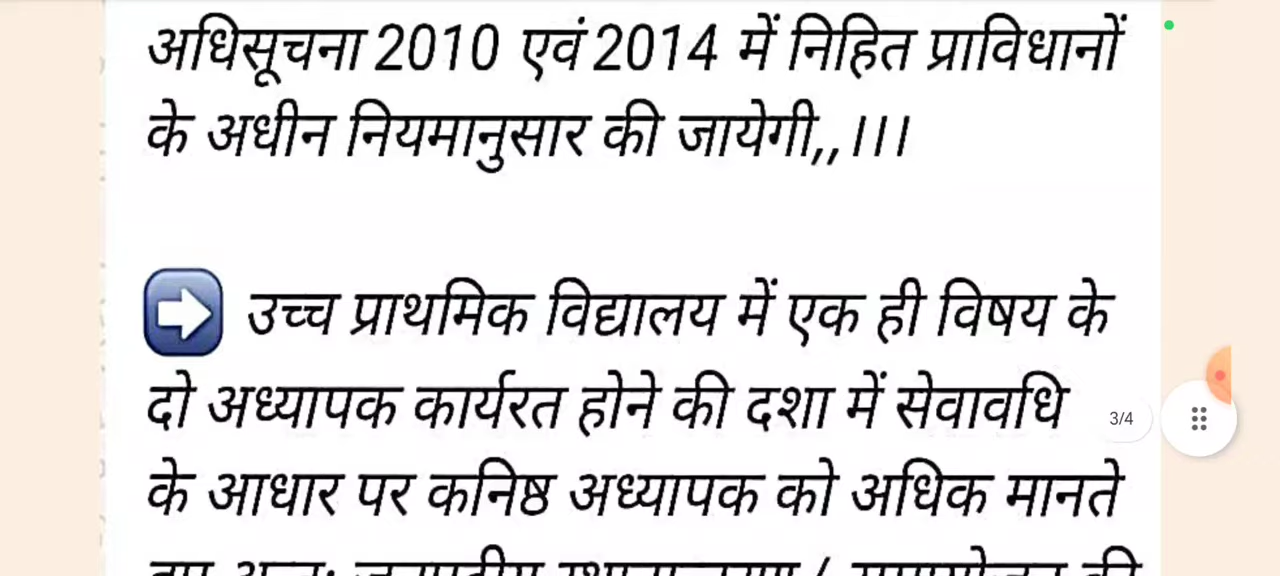 अधिसूचना 2010 एवं 2014 में निहित प्राविधानों
के अधीन नियमानुसार की जायेगी,,।।।
उच्च प्राथमिक विद्यालय में एक ही विषय के
दो अध्यापक कार्यरत होने की दशा में सेवावधि
3/4
के आधार पर कनिष्ठ अध्यापक को अधिक मानते